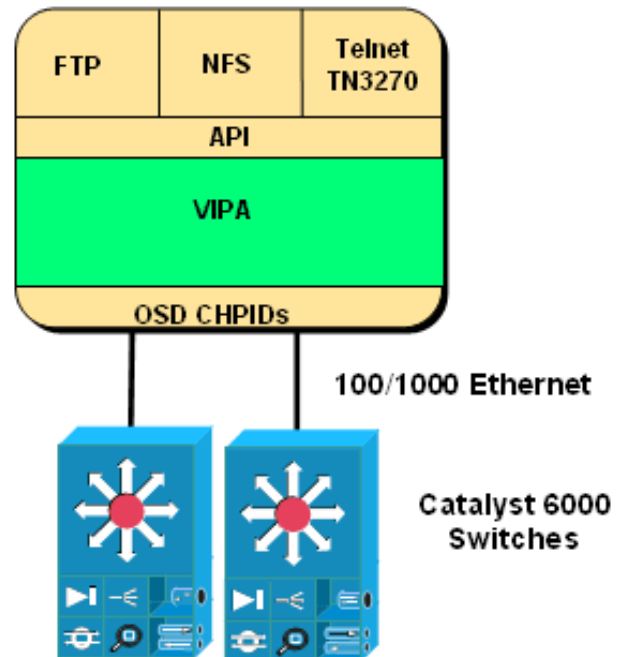 FTP
NFS
Telnet
TN3270
API
VIPA
OSD CHPIDs
100/1000 Ethernet
Catalyst 6000
Switches